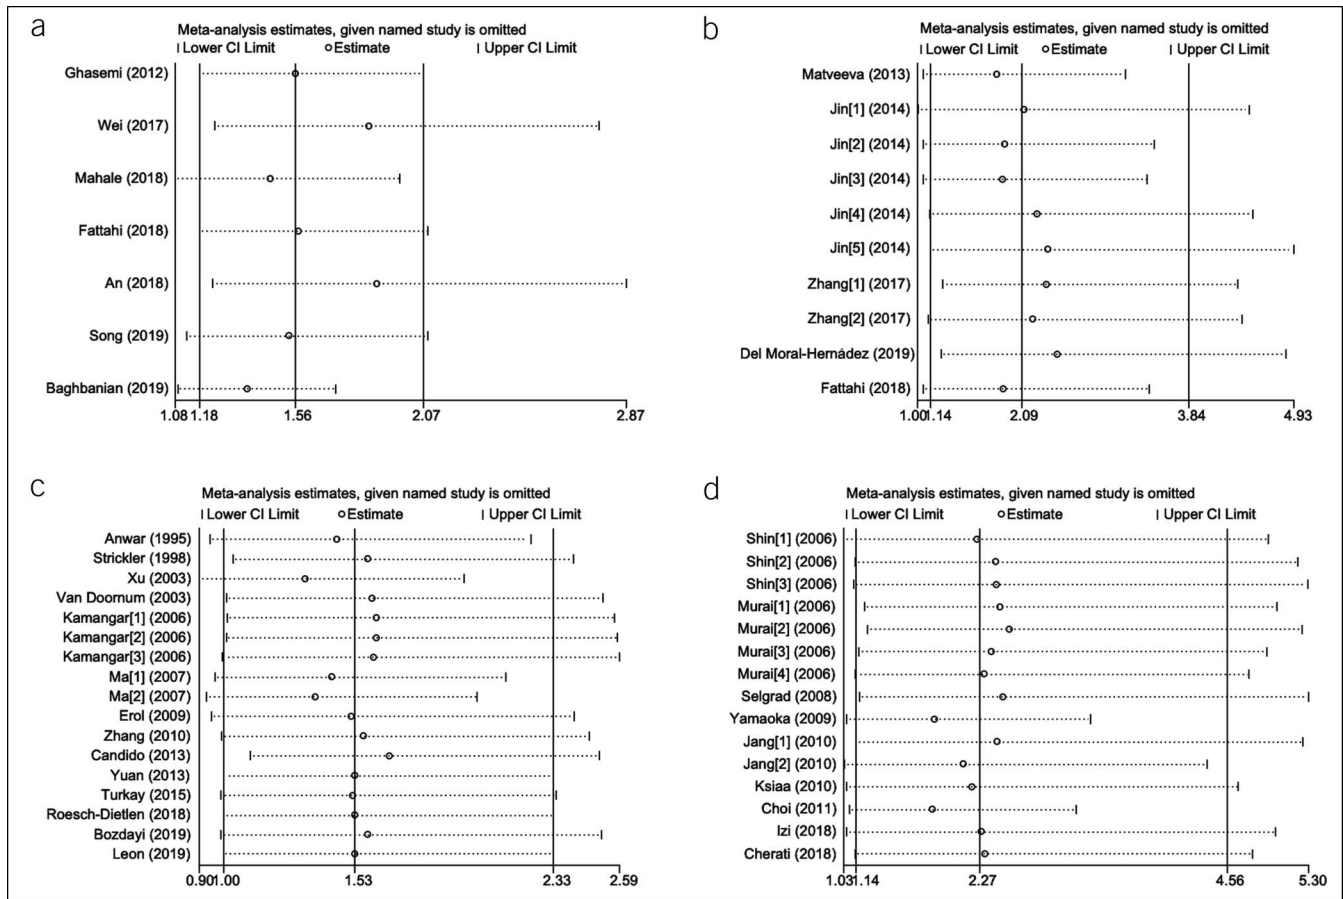 a
Meta-analysis estimates, given named study is omitted
| Lower CI Limit ○ Estimate | Upper CI Limit
Ghasemi (2012)
Wei (2017)
Mahale (2018)
Fattahi (2018)
An (2018)
Song (2019)
Baghbanian (2019)
1.08 1.18 1.56 2.07 2.87
b
Meta-analysis estimates, given named study is omitted
| Lower CI Limit ○ Estimate | Upper CI Limit
Matveeva (2013)
Jin[1] (2014)
Jin[2] (2014)
Jin[3] (2014)
Jin[4] (2014)
Jin[5] (2014)
Zhang[1] (2017)
Zhang[2] (2017)
Del Moral-Hernádez (2019)
Fattahi (2018)
1.00 1.14 2.09 3.84 4.93
c
Meta-analysis estimates, given named study is omitted
| Lower CI Limit ○ Estimate | Upper CI Limit
Anwar (1995)
Strickler (1998)
Xu (2003)
Van Doornum (2003)
Kamangar[1] (2006)
Kamangar[2] (2006)
Kamangar[3] (2006)
Ma[1] (2007)
Ma[2] (2007)
Erol (2009)
Zhang (2010)
Candido (2013)
Yuan (2013)
Turkay (2015)
Roesch-Dietlen (2018)
Bozdayi (2019)
Leon (2019)
0.90 1.00 1.53 2.33 2.59
d
Meta-analysis estimates, given named study is omitted
| Lower CI Limit ○ Estimate | Upper CI Limit
Shin[1] (2006)
Shin[2] (2006)
Shin[3] (2006)
Murai[1] (2006)
Murai[2] (2006)
Murai[3] (2006)
Murai[4] (2006)
Selgrad (2008)
Yamaoka (2009)
Jang[1] (2010)
Jang[2] (2010)
Ksiaa (2010)
Choi (2011)
Izi (2018)
Cherati (2018)
1.03 1.14 2.27 4.56 5.30